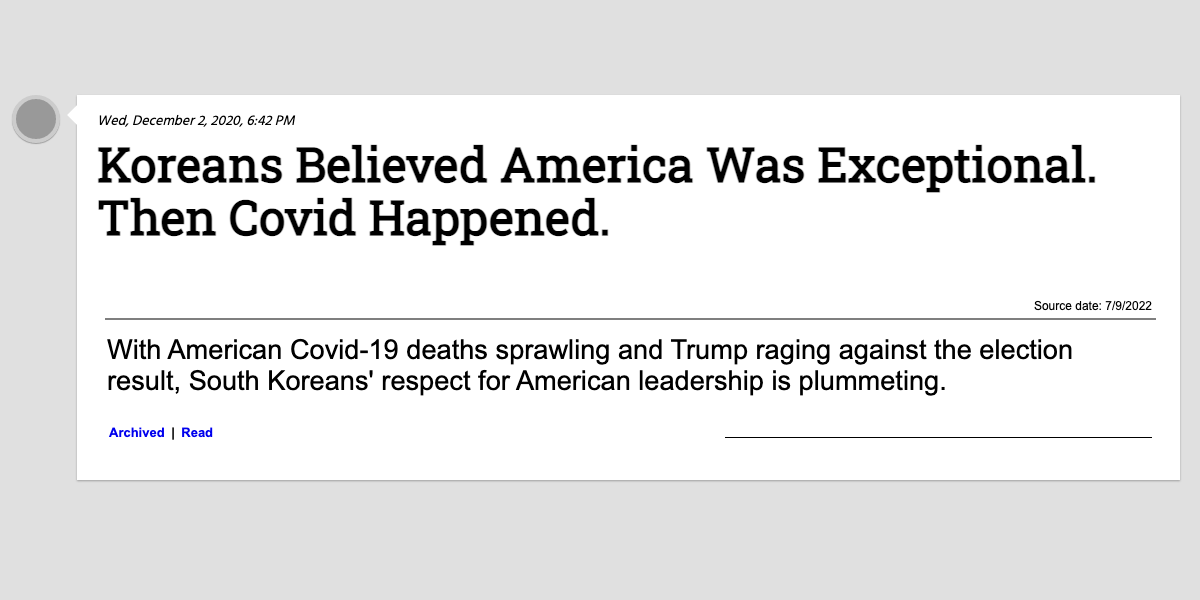 Wed, December 2, 2020, 6:42 PM
Koreans Believed America Was Exceptional.
Then Covid Happened.
Source date: 7/9/2022
With American Covid-19 deaths sprawling and Trump raging against the election
result, South Koreans' respect for American leadership is plummeting.
Archived | Read